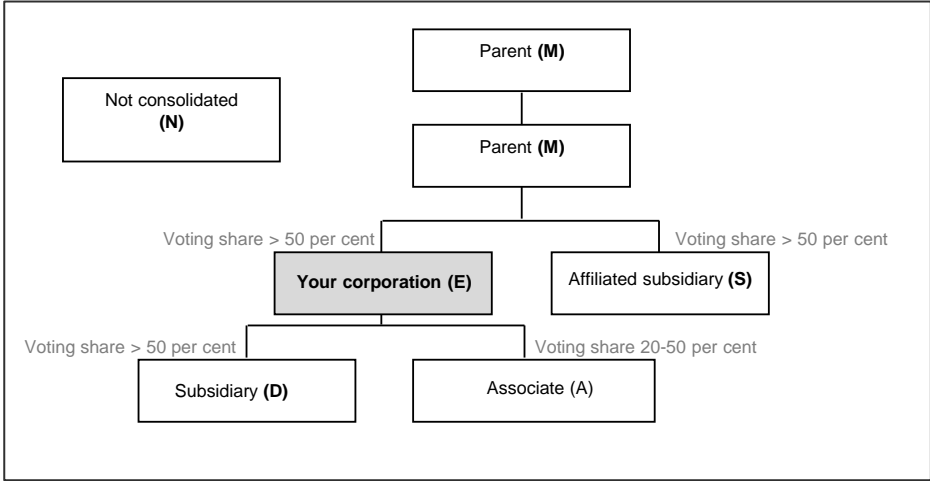 Parent (M)
Not consolidated
(N)
Parent (M)
Voting share > 50 per cent
Voting share > 50 per cent
Your corporation (E)
Affiliated subsidiary (S)
Voting share > 50 per cent
Voting share 20-50 per cent
Subsidiary (D)
Associate (A)